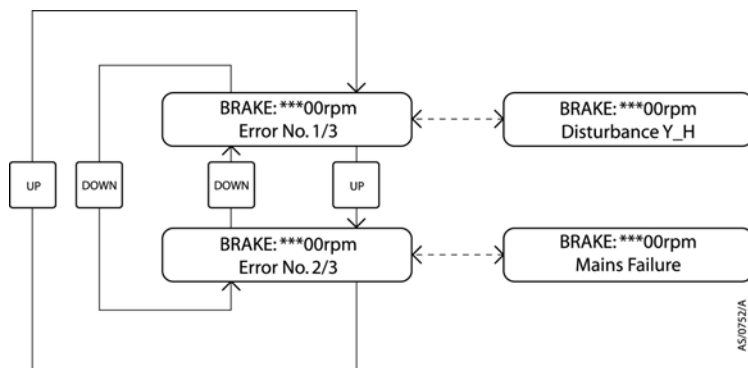 BRAKE: ***00rpm
Error No. 1/3
BRAKE: ***00rpm
Disturbance Y_H
UP
DOWN
DOWN
UP
BRAKE: ***00rpm
Error No. 2/3
BRAKE: ***00rpm
Mains Failure
AS/0752/A